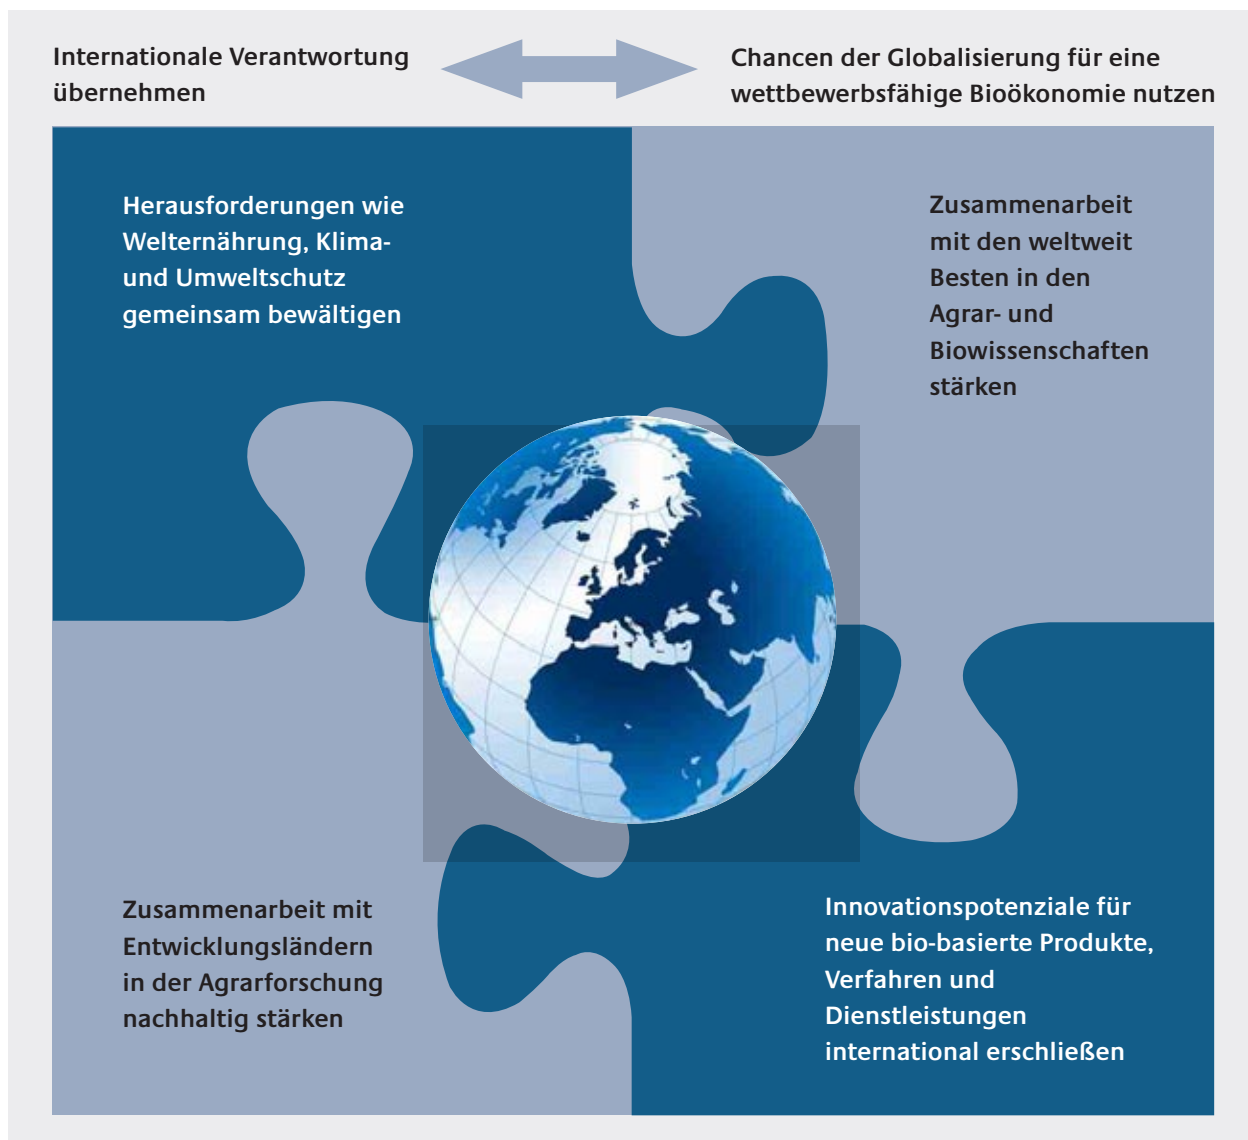 Internationale Verantwortung
übernehmen
Chancen der Globalisierung für eine
wettbewerbsfähige Bioökonomie nutzen
Herausforderungen wie
Welternährung, Klima-
und Umweltschutz
gemeinsam bewältigen
Zusammenarbeit
mit den weltweit
Besten in den
Agrar- und
Biowissenschaften
stärken
Zusammenarbeit mit
Entwicklungsländern
in der Agrarforschung
nachhaltig stärken
Innovationspotenziale für
neue bio-basierte Produkte,
Verfahren und
Dienstleistungen
international erschließen